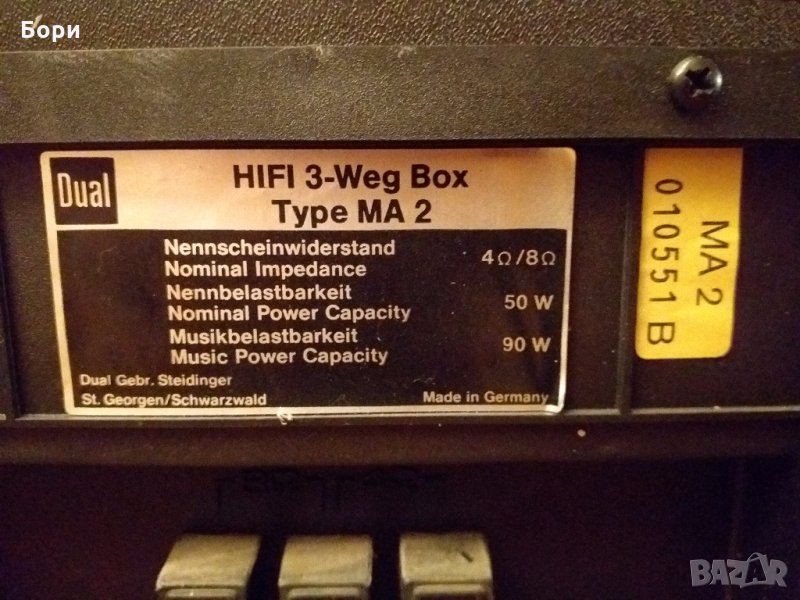 Бори
Dual
HIFI 3-Weg Box
Type MA 2
Nennscheinwiderstand
Nominal Impedance
4Ω/8Ω
Nennbelastbarkeit
Nominal Power Capacity
50 W
Musikbelastbarkeit
Music Power Capacity
90 W
Dual Gebr. Steidinger
St. Georgen/Schwarzwald
Made in Germany
MA 2
010551 B
BAZAR